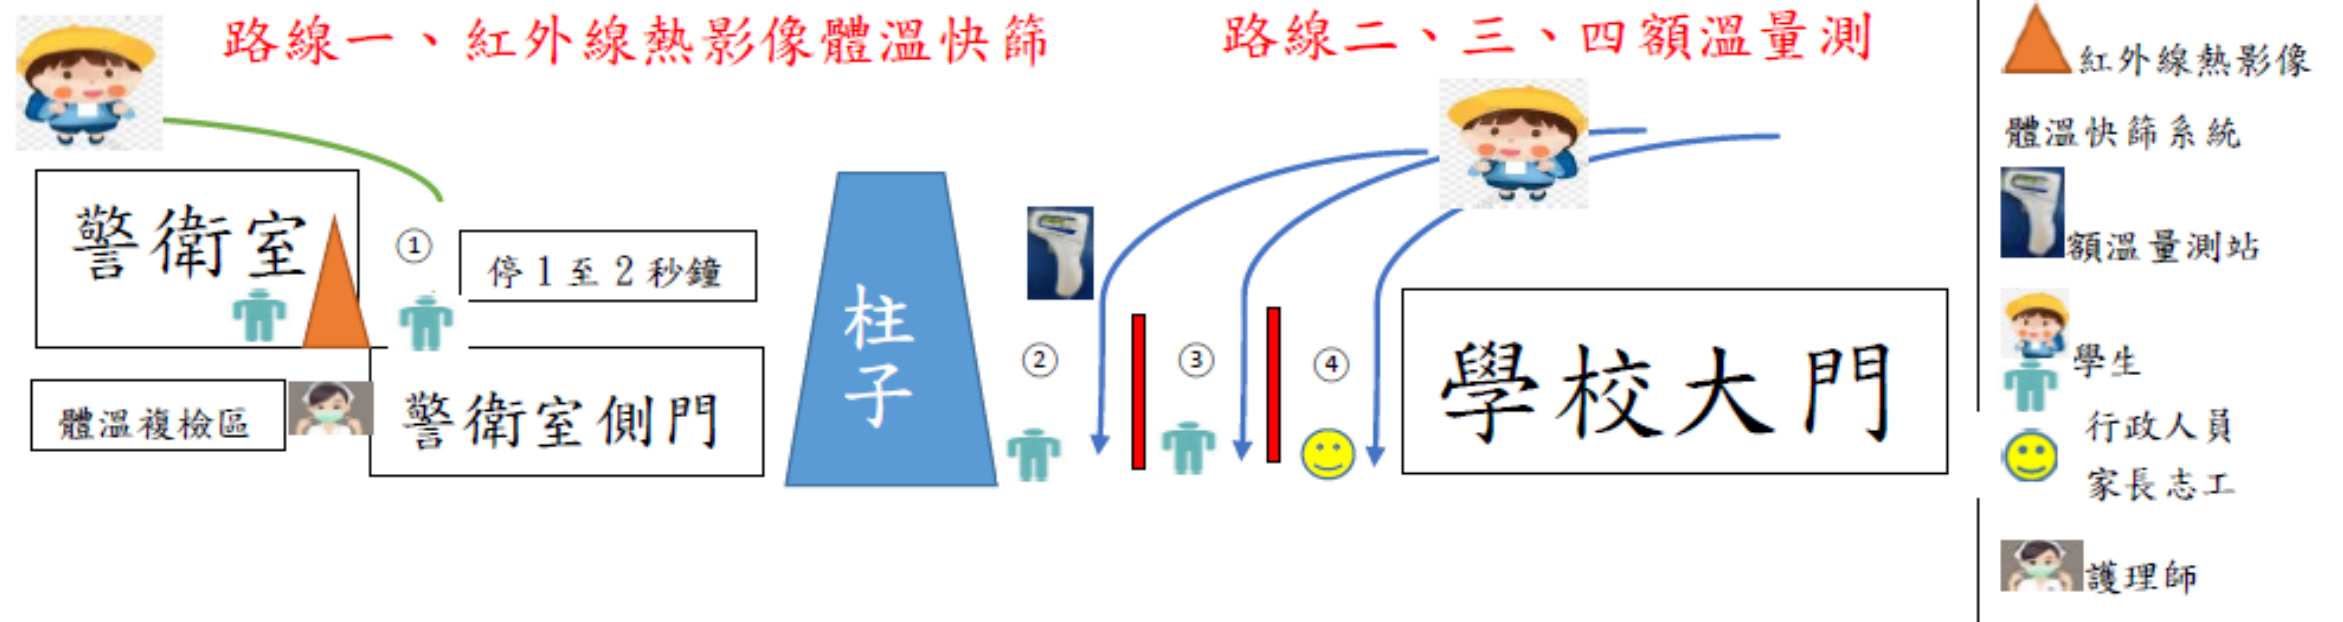 路線一、紅外線熱影像體溫快篩
路線二、三、四額溫量測
警衛室
①
停1至2秒鐘
體溫複檢區
警衛室側門
柱子
②
③
④
學校大門
紅外線熱影像
體溫快篩系統
額溫量測站
學生
行政人員
家長志工
護理師